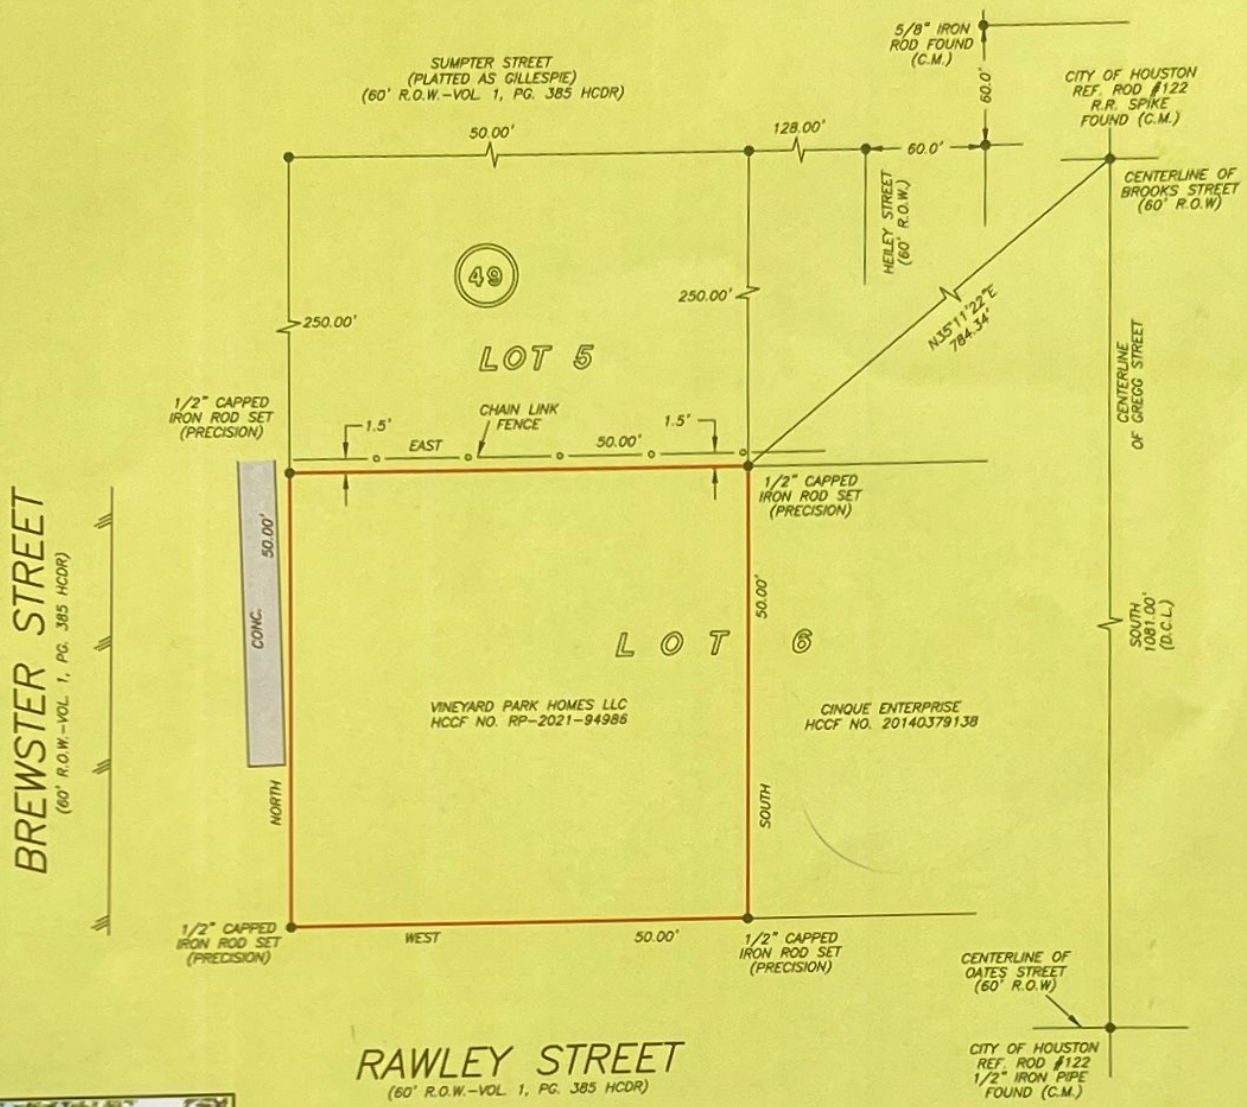 SUMPTER STREET
(PLATTED AS GILLESPIE)
(60' R.O.W.-VOL. 1, PG. 385 HCDR)
50.00'
128.00'
5/8" IRON
ROD FOUND
(C.M.)
60.0'
60.0'
CITY OF HOUSTON
REF. ROD #122
R.R. SPIKE
FOUND (C.M.)
CENTERLINE OF
BROOKS STREET
(60' R.O.W)
HEILEY STREET
(60' R.O.W.)
49
250.00'
250.00'
LOT 5
N35°11'22"E
784.34'
CENTERLINE
OF GREGG STREET
1/2" CAPPED
IRON ROD SET
(PRECISION)
1.5'
EAST
CHAIN LINK
FENCE
50.00'
1.5'
1/2" CAPPED
IRON ROD SET
(PRECISION)
BREWSTER STREET
(60' R.O.W.-VOL. 1, PG. 385 HCDR)
CONC.
50.00'
NORTH
50.00'
SOUTH
LOT 6
SOUTH
1081.00'
(D.C.L.)
VINEYARD PARK HOMES LLC
HCCF NO. RP-2021-94986
CINQUE ENTERPRISE
HCCF NO. 20140379138
1/2" CAPPED
IRON ROD SET
(PRECISION)
WEST
50.00'
1/2" CAPPED
IRON ROD SET
(PRECISION)
CENTERLINE OF
OATES STREET
(60' R.O.W)
RAWLEY STREET
(60' R.O.W.-VOL. 1, PG. 385 HCDR)
CITY OF HOUSTON
REF. ROD #122
1/2" IRON PIPE
FOUND (C.M.)